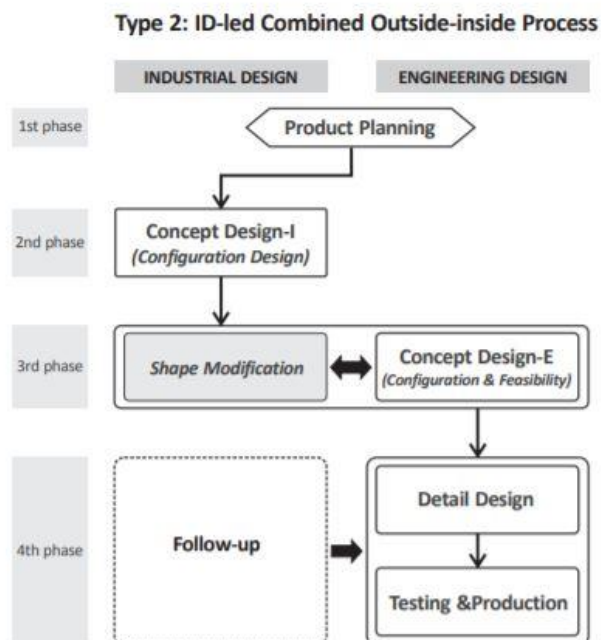 Type 2: ID-led Combined Outside-inside Process
INDUSTRIAL DESIGN
ENGINEERING DESIGN
1st phase
Product Planning
2nd phase
Concept Design-I
(Configuration Design)
3rd phase
Shape Modification
Concept Design-E
(Configuration & Feasibility)
4th phase
Follow-up
Detail Design
Testing &Production